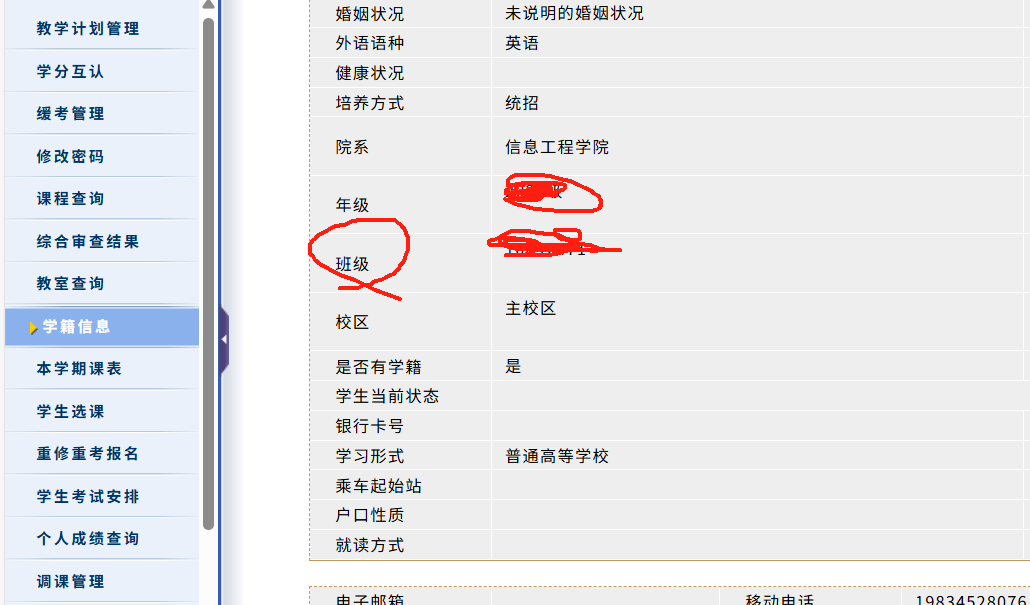 教学计划管理
学分互认
缓考管理
修改密码
课程查询
综合审查结果
教室查询
学籍信息
本学期课表
学生选课
重修重考报名
学生考试安排
个人成绩查询
调课管理
婚姻状况 未说明的婚姻状况
外语语种 英语
健康状况
培养方式 统招
院系 信息工程学院
年级
班级
校区 主校区
是否有学籍 是
学生当前状态
银行卡号
学习形式 普通高等学校
乘车起始站
户口性质
就读方式
电子邮箱 移动电话 19834528076